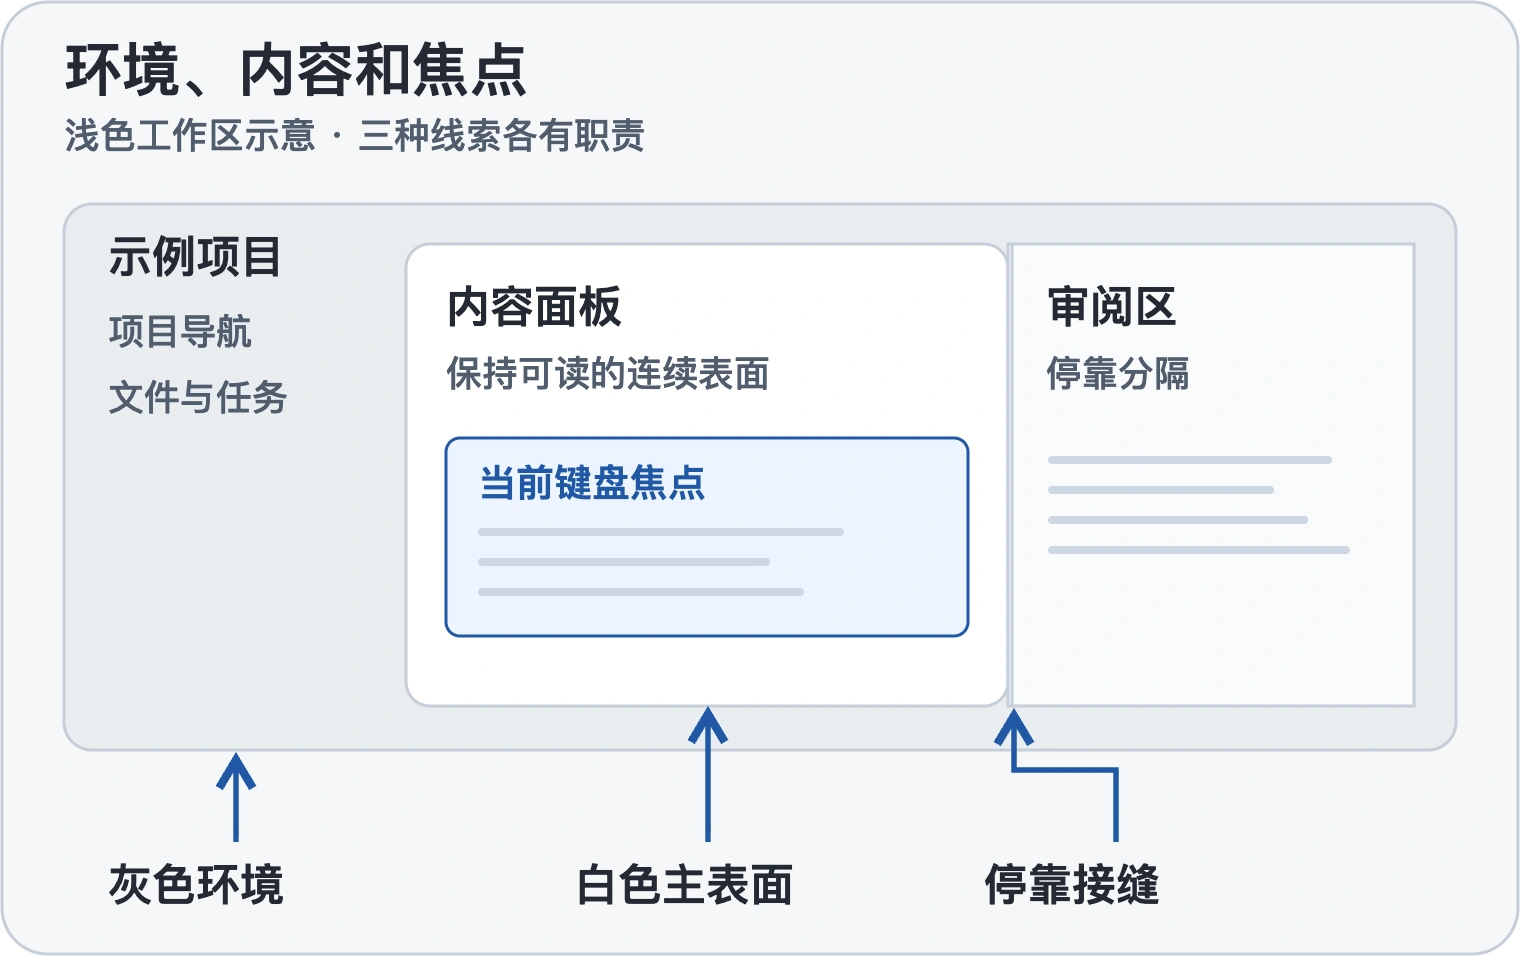 环境、内容和焦点
浅色工作区示意 · 三种线索各有职责
示例项目
项目导航
文件与任务
内容面板
保持可读的连续表面
当前键盘焦点
审阅区
停靠分隔
灰色环境
白色主表面
停靠接缝